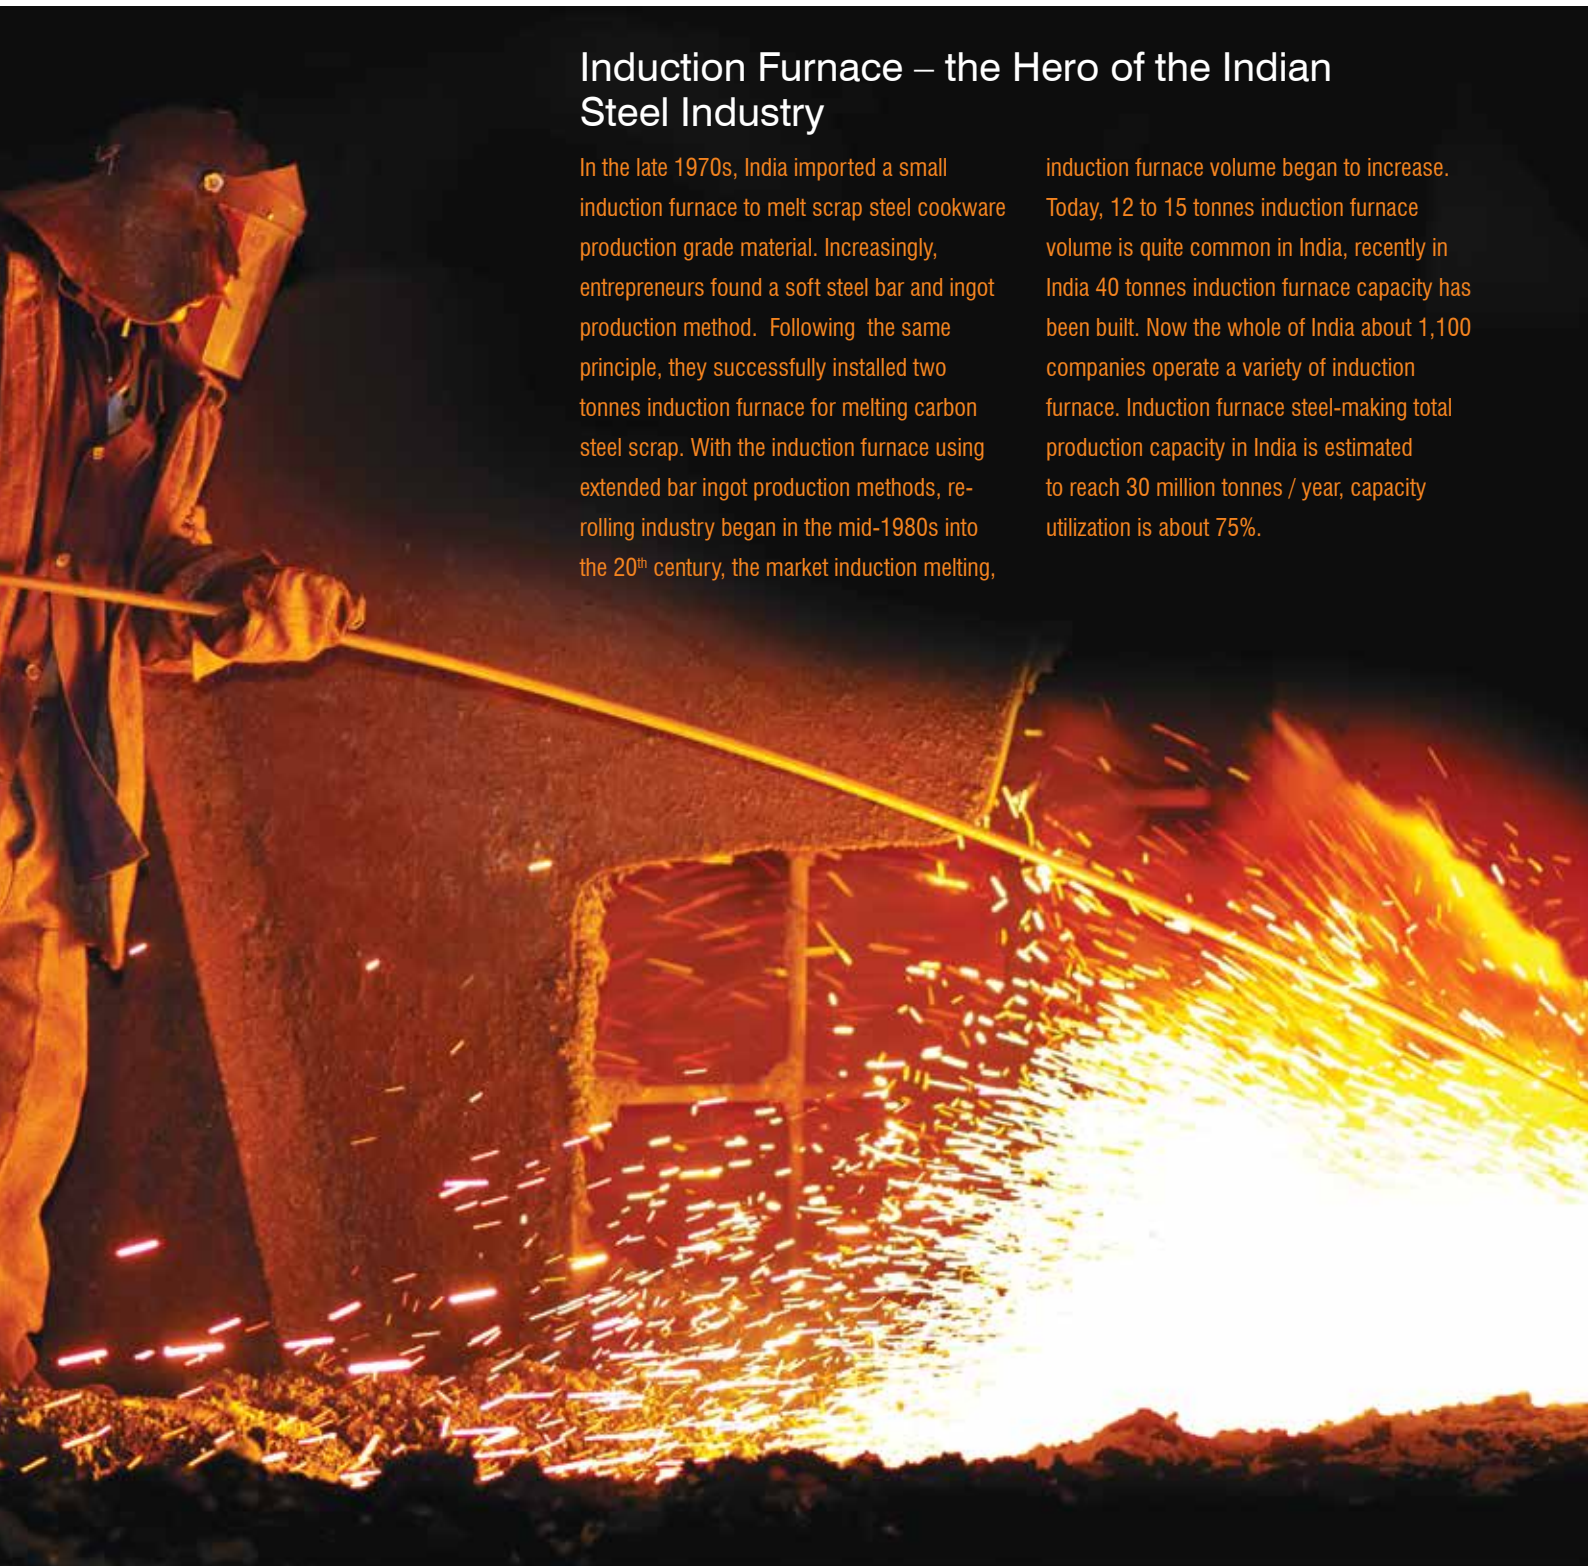 Induction Furnace – the Hero of the Indian
Steel Industry
In the late 1970s, India imported a small
induction furnace to melt scrap steel cookware
production grade material. Increasingly,
entrepreneurs found a soft steel bar and ingot
production method.  Following  the same
principle, they successfully installed two
tonnes induction furnace for melting carbon
steel scrap. With the induction furnace using
extended bar ingot production methods, re-
rolling industry began in the mid-1980s into
the 20th century, the market induction melting,
induction furnace volume began to increase.
Today, 12 to 15 tonnes induction furnace
volume is quite common in India, recently in
India 40 tonnes induction furnace capacity has
been built. Now the whole of India about 1,100
companies operate a variety of induction
furnace. Induction furnace steel-making total
production capacity in India is estimated
to reach 30 million tonnes / year, capacity
utilization is about 75%.